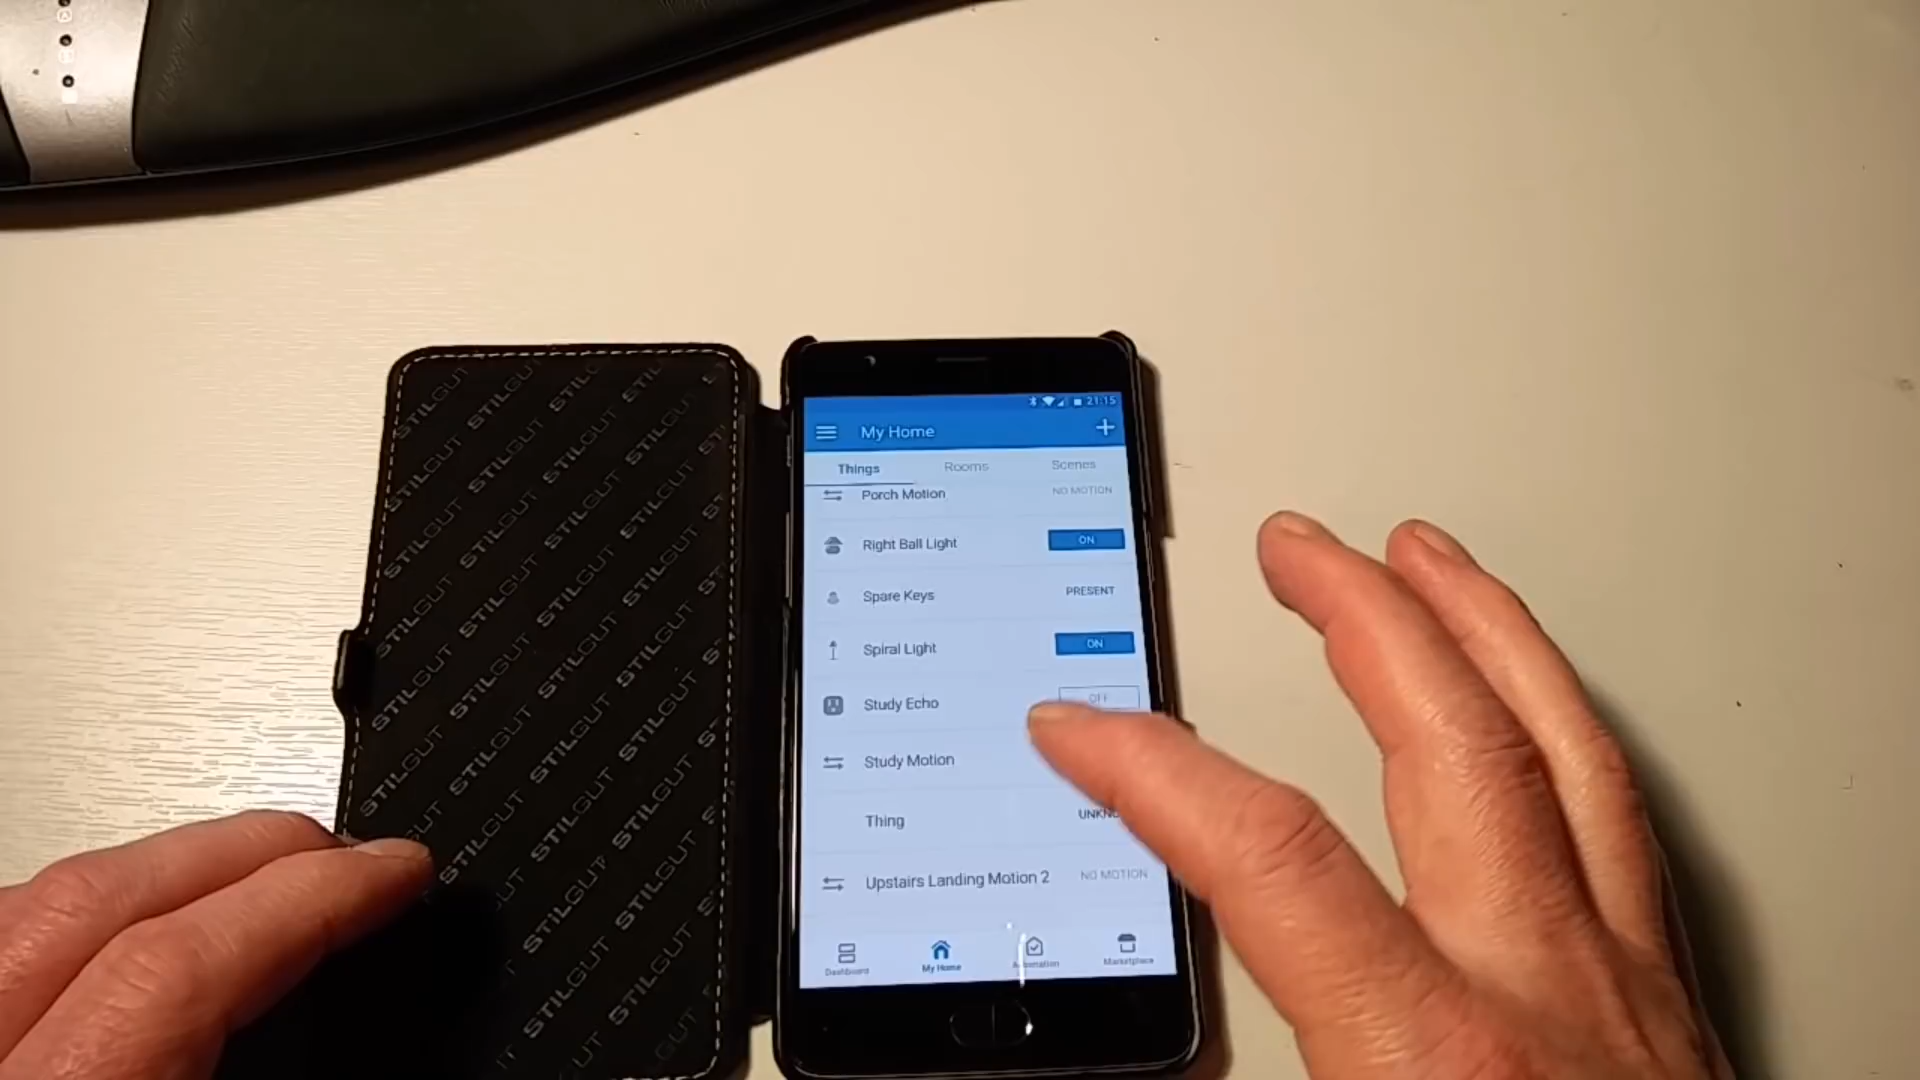 21:15
My Home
Things Rooms Scenes
Porch Motion NO MOTION
Right Ball Light ON
Spare Keys PRESENT
Spiral Light ON
Study Echo OFF
Study Motion
Thing
Upstairs Landing Motion 2 NO MOTION
Dashboard My Home Automation Marketplace
STILGUT STILGUT STILGUT STILGUT